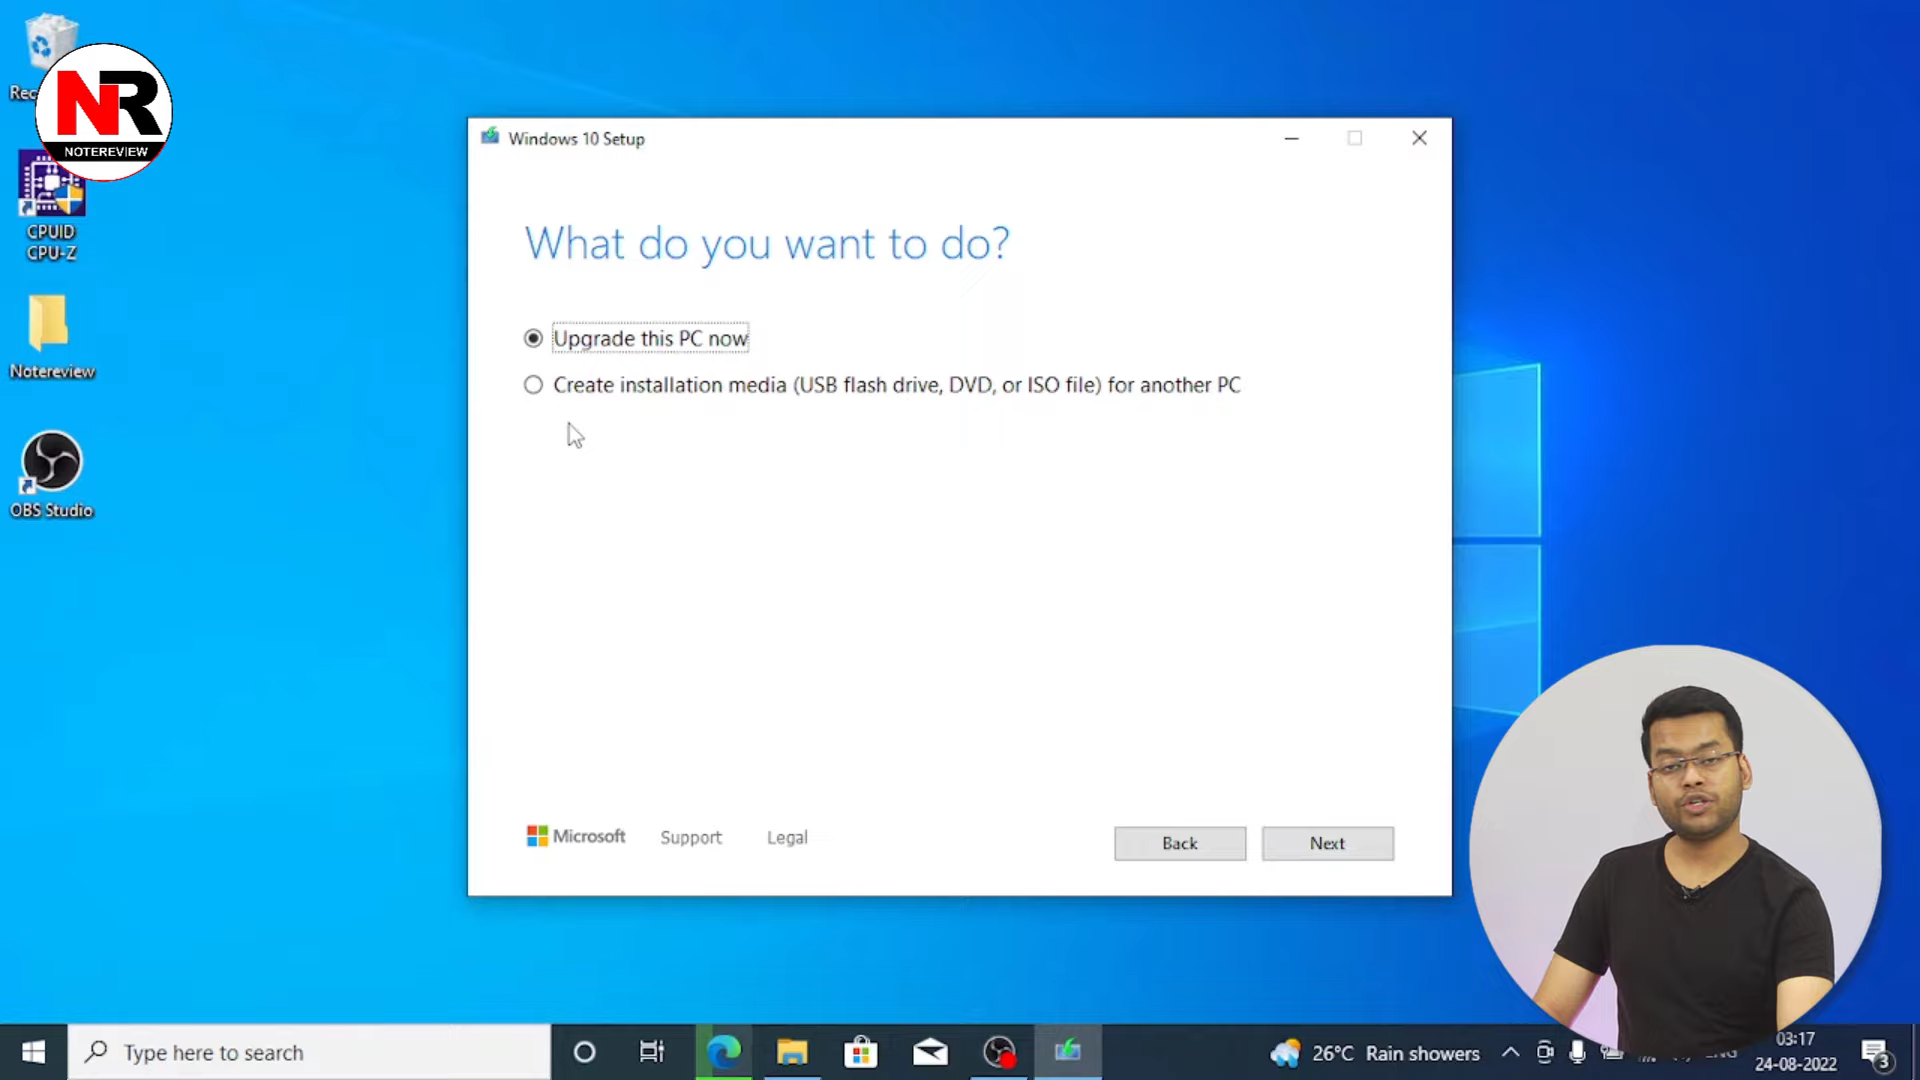 NR
NOTEREVIEW
CPUID
CPU-Z
Notereview
OBS Studio
Windows 10 Setup
What do you want to do?
Upgrade this PC now
Create installation media (USB flash drive, DVD, or ISO file) for another PC
Microsoft
Support
Legal
Back
Next
Type here to search
26°C Rain showers
03:17
24-08-2022
3